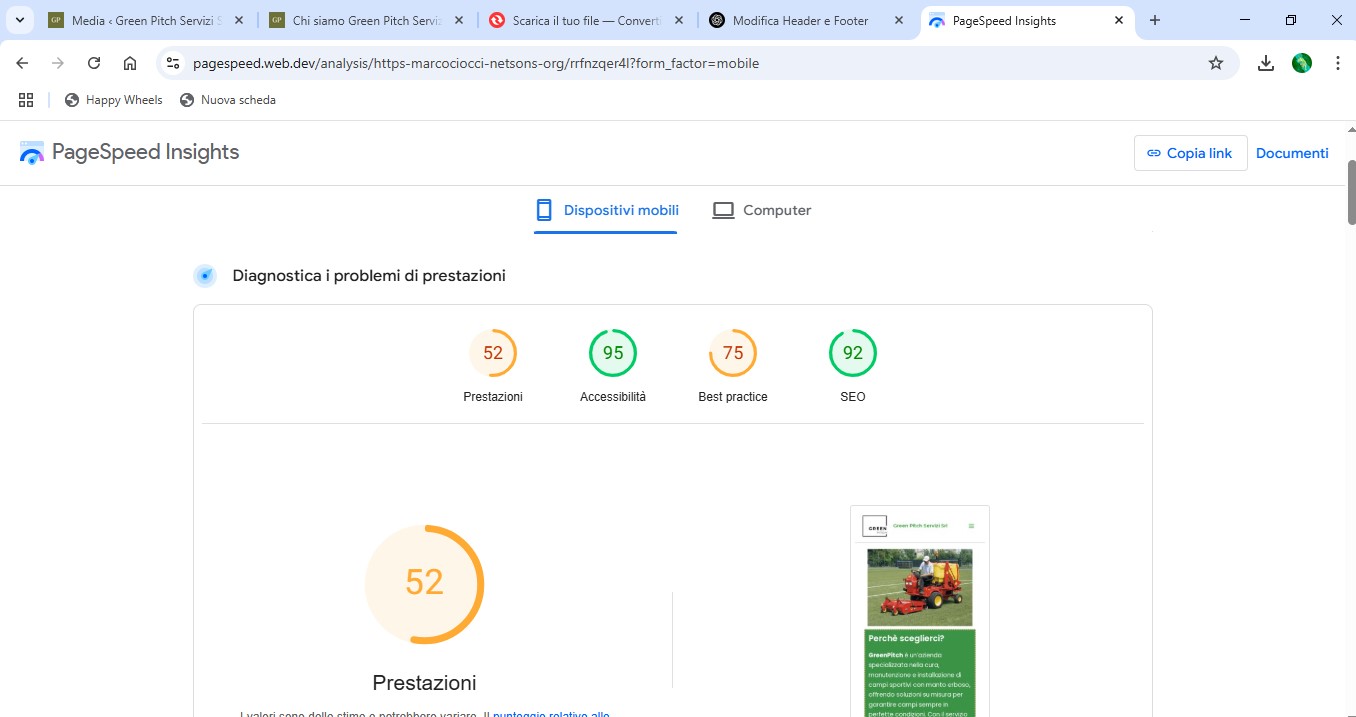 Media ‹ Green Pitch Servizi S
Chi siamo Green Pitch Serviz
Scarica il tuo file — Converti
Modifica Header e Footer
PageSpeed Insights
pagespeed.web.dev/analysis/https-marcociocci-netsons-org/rrfnzqer4l?form_factor=mobile
Happy Wheels
Nuova scheda
PageSpeed Insights
Copia link
Documenti
Dispositivi mobili
Computer
Diagnostica i problemi di prestazioni
52
95
75
92
Prestazioni
Accessibilità
Best practice
SEO
52
Prestazioni
I valori sono delle stime e potrebbero variare. Il punteggio relativo alle
GREEN
Green Pitch Servizi Srl
Perchè sceglierci?
GreenPitch è un'azienda
specializzata nella cura,
manutenzione e installazione di
campi sportivi con manto erboso,
offrendo soluzioni su misura per
garantire campi sempre in
perfette condizioni. Con il servizio